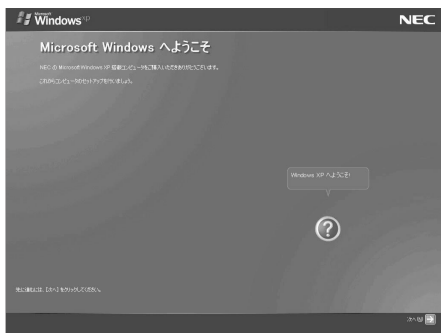 Microsoft
Windows xp
NEC
Microsoft Windows へようこそ
NEC の Microsoft Windows XP 搭載コンピュータをご購入いただきありがとうございます。
これからコンピュータのセットアップを行いましょう。
Windows XP へようこそ!
?
先に進むには、[次へ] をクリックしてください。
次へ(N)